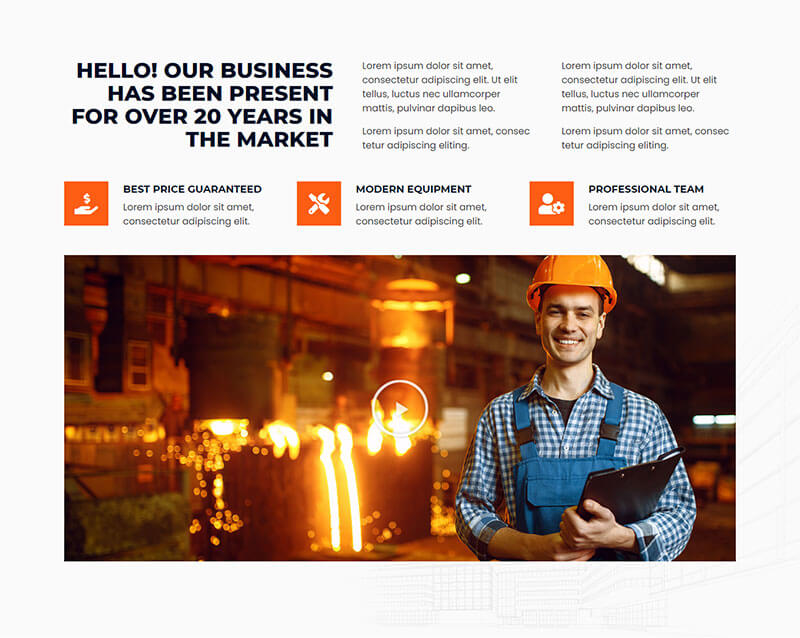 HELLO! OUR BUSINESS
HAS BEEN PRESENT
FOR OVER 20 YEARS IN
THE MARKET
Lorem ipsum dolor sit amet,
consectetur adipiscing elit. Ut elit
tellus, luctus nec ullamcorper
mattis, pulvinar dapibus leo.
Lorem ipsum dolor sit amet, consec
tetur adipiscing eliting.
Lorem ipsum dolor sit amet,
consectetur adipiscing elit. Ut elit
tellus, luctus nec ullamcorper
mattis, pulvinar dapibus leo.
Lorem ipsum dolor sit amet, consec
tetur adipiscing eliting.
BEST PRICE GUARANTEED
Lorem ipsum dolor sit amet,
consectetur adipiscing elit.
MODERN EQUIPMENT
Lorem ipsum dolor sit amet,
consectetur adipiscing elit.
PROFESSIONAL TEAM
Lorem ipsum dolor sit amet,
consectetur adipiscing elit.